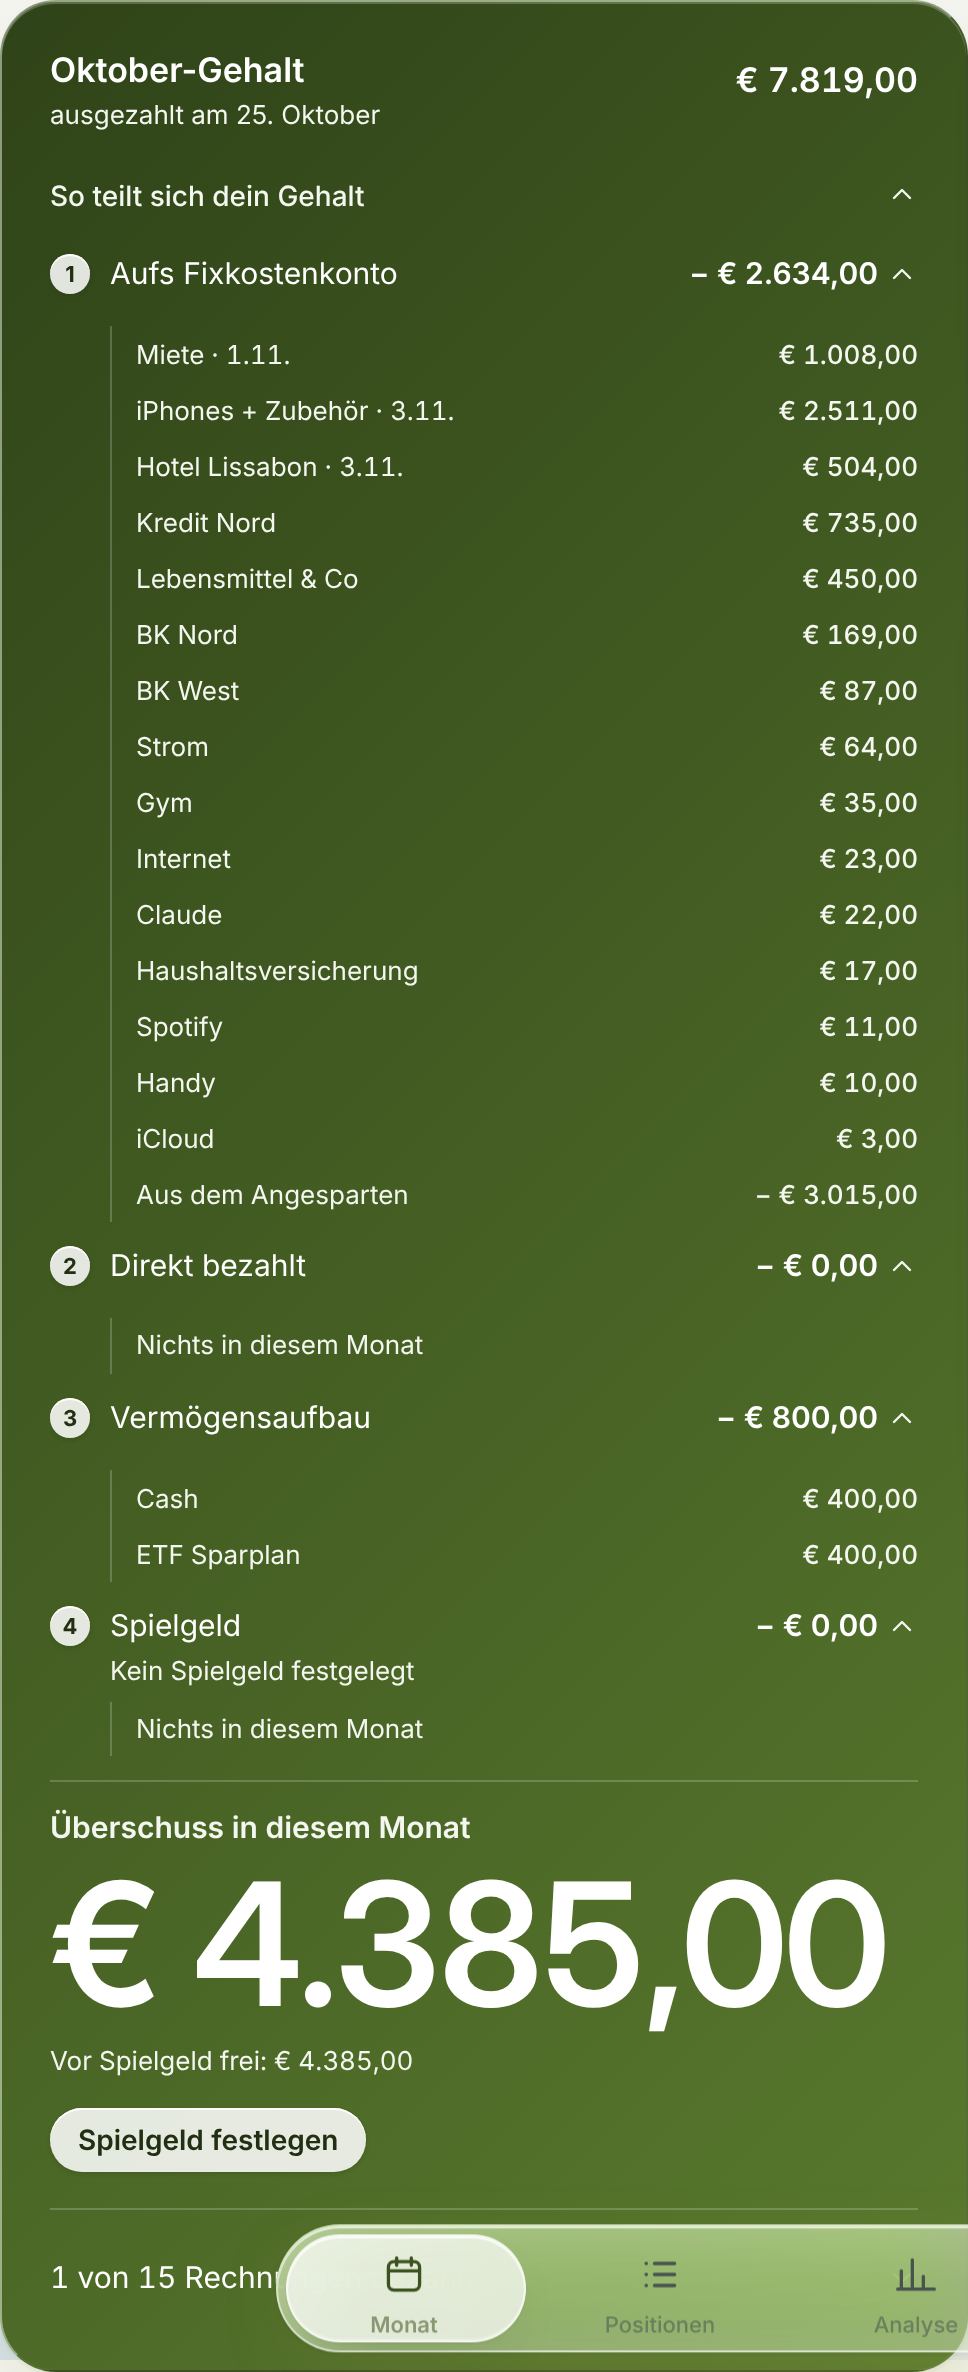 Oktober-Gehalt
€ 7.819,00
ausgezahlt am 25. Oktober
So teilt sich dein Gehalt
1 Aufs Fixkostenkonto – € 2.634,00
Miete · 1.11. € 1.008,00
iPhones + Zubehör · 3.11. € 2.511,00
Hotel Lissabon · 3.11. € 504,00
Kredit Nord € 735,00
Lebensmittel & Co € 450,00
BK Nord € 169,00
BK West € 87,00
Strom € 64,00
Gym € 35,00
Internet € 23,00
Claude € 22,00
Haushaltsversicherung € 17,00
Spotify € 11,00
Handy € 10,00
iCloud € 3,00
Aus dem Angesparten – € 3.015,00
2 Direkt bezahlt – € 0,00
Nichts in diesem Monat
3 Vermögensaufbau – € 800,00
Cash € 400,00
ETF Sparplan € 400,00
4 Spielgeld – € 0,00
Kein Spielgeld festgelegt
Nichts in diesem Monat
Überschuss in diesem Monat
€ 4.385,00
Vor Spielgeld frei: € 4.385,00
Spielgeld festlegen
1 von 15
Monat Positionen Analyse